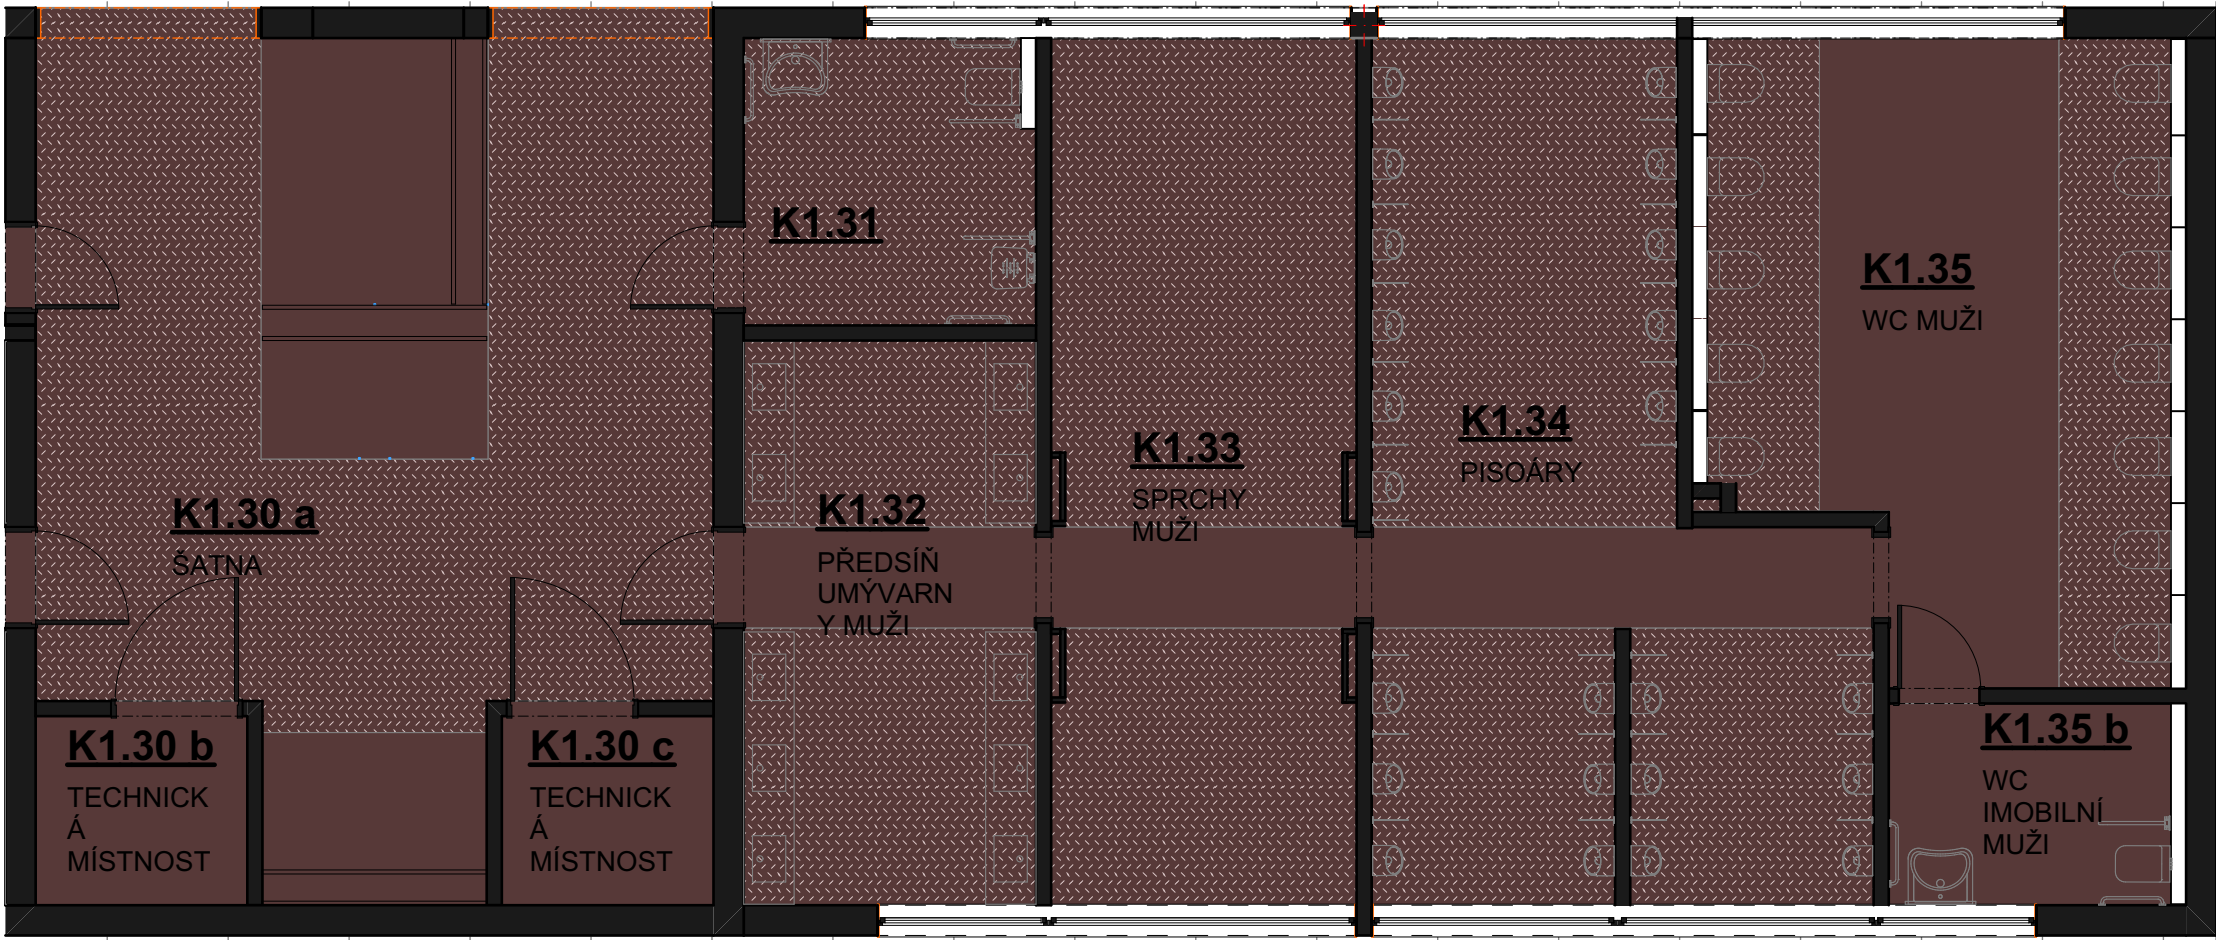 K1.31
K1.35
WC MUŽI
K1.34
PISOÁRY
K1.33
SPRCHY
MUŽI
K1.32
PŘEDSÍŇ
UMÝVARN
Y MUŽI
K1.30 a
ŠATNA
K1.30 b
TECHNICK
Á
MÍSTNOST
K1.30 c
TECHNICK
Á
MÍSTNOST
K1.35 b
WC
IMOBILNÍ
MUŽI